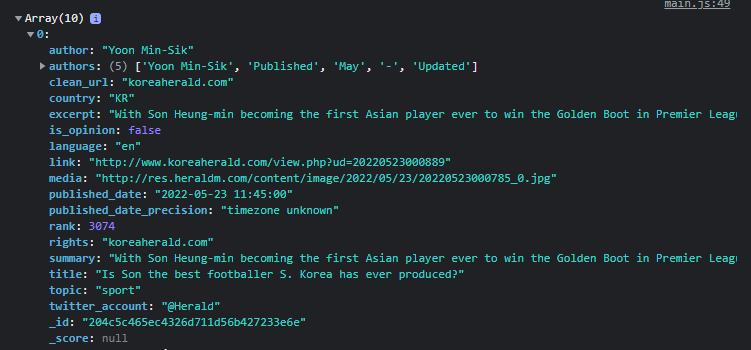 main.js:49
▼Array(10) i
▼0:
author: "Yoon Min-Sik"
▶authors: (5) ['Yoon Min-Sik', 'Published', 'May', '-', 'Updated']
clean_url: "koreaherald.com"
country: "KR"
excerpt: "With Son Heung-min becoming the first Asian player ever to win the Golden Boot in Premier Leag
is_opinion: false
language: "en"
link: "http://www.koreaherald.com/view.php?ud=20220523000889"
media: "http://res.heraldm.com/content/image/2022/05/23/20220523000785_0.jpg"
published_date: "2022-05-23 11:45:00"
published_date_precision: "timezone unknown"
rank: 3074
rights: "koreaherald.com"
summary: "With Son Heung-min becoming the first Asian player ever to win the Golden Boot in Premier Leag
title: "Is Son the best footballer S. Korea has ever produced?"
topic: "sport"
twitter_account: "@Herald"
_id: "204c5c465ec4326d711d56b427233e6e"
_score: null